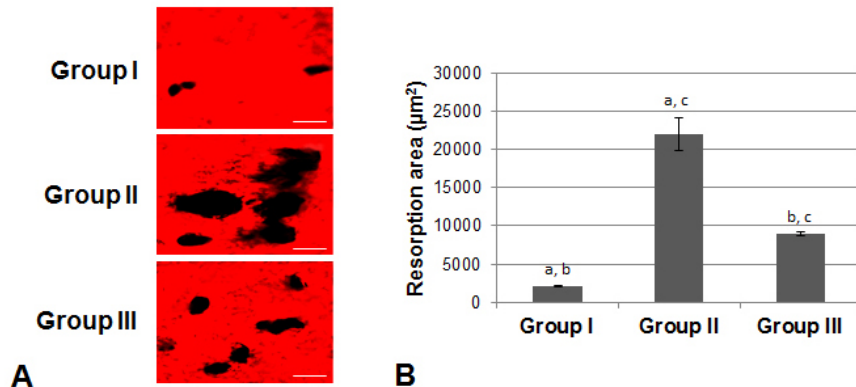 Group I
Group II
Group III
A
Resorption area (µm²)
30000
25000
20000
15000
10000
5000
0
a, b
a, c
b, c
Group I
Group II
Group III
B